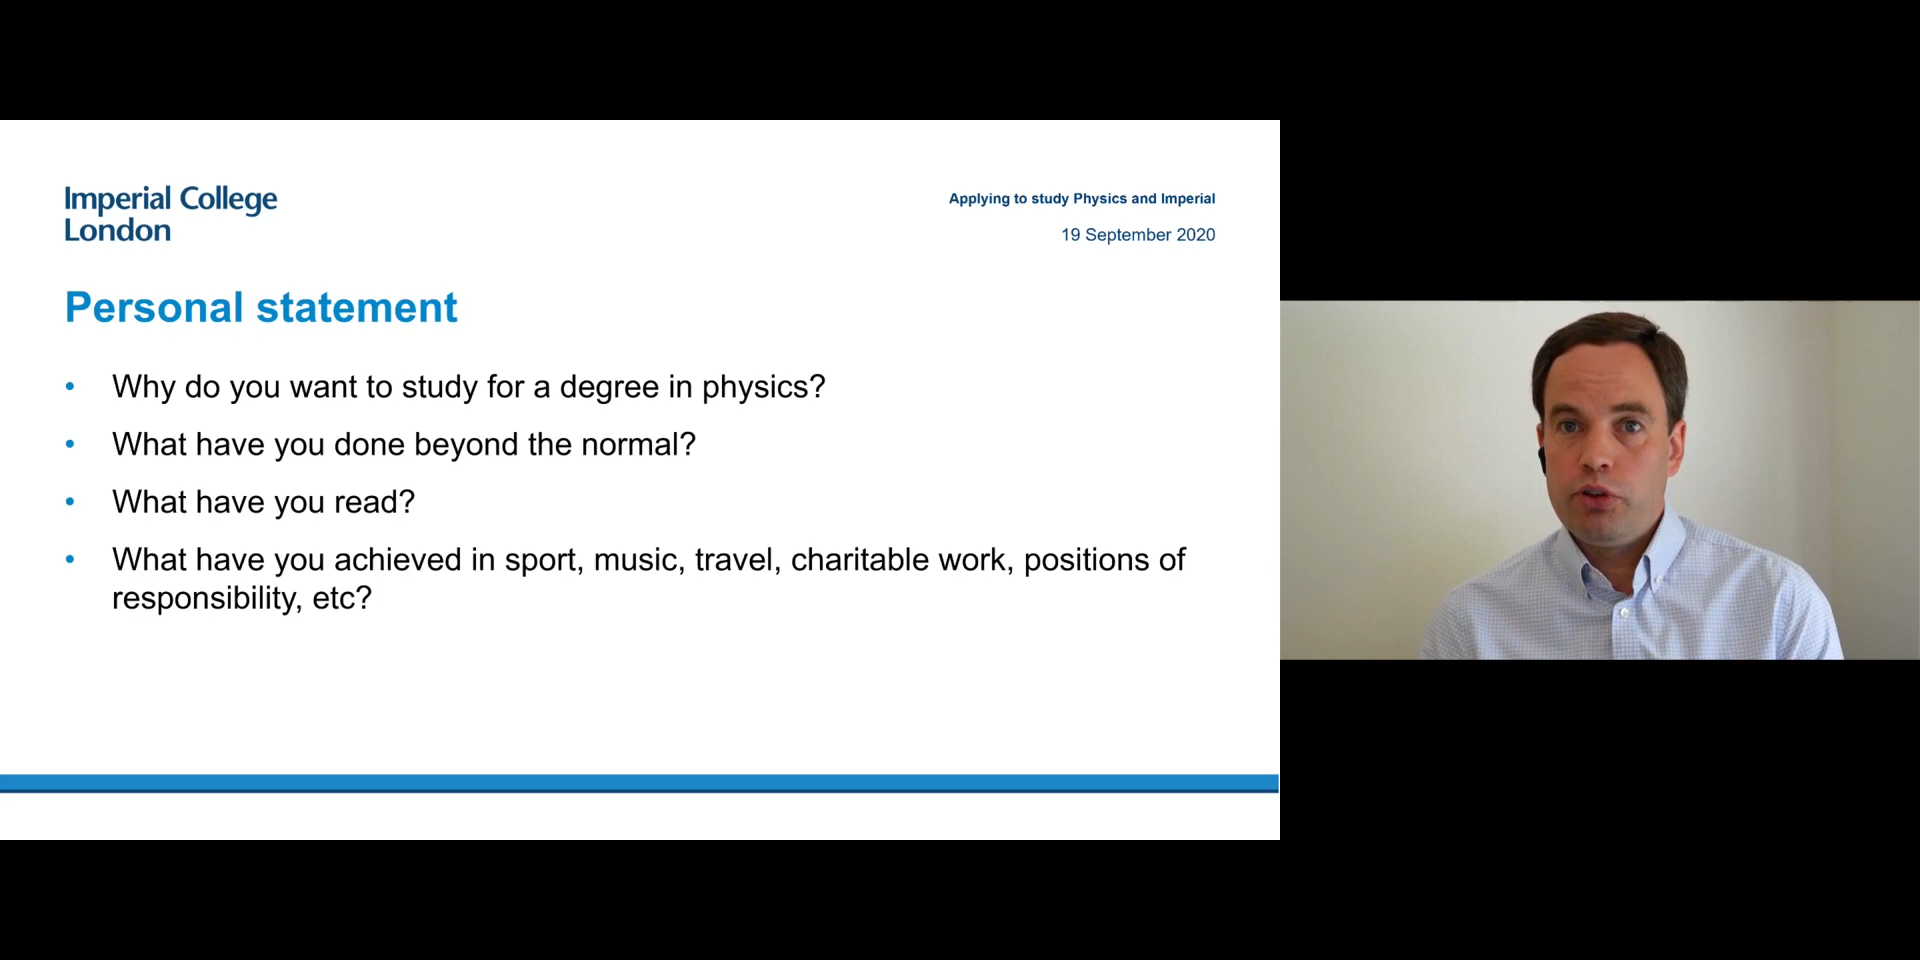 Imperial College
London
Applying to study Physics and Imperial
19 September 2020
Personal statement
• Why do you want to study for a degree in physics?
• What have you done beyond the normal?
• What have you read?
• What have you achieved in sport, music, travel, charitable work, positions of
responsibility, etc?